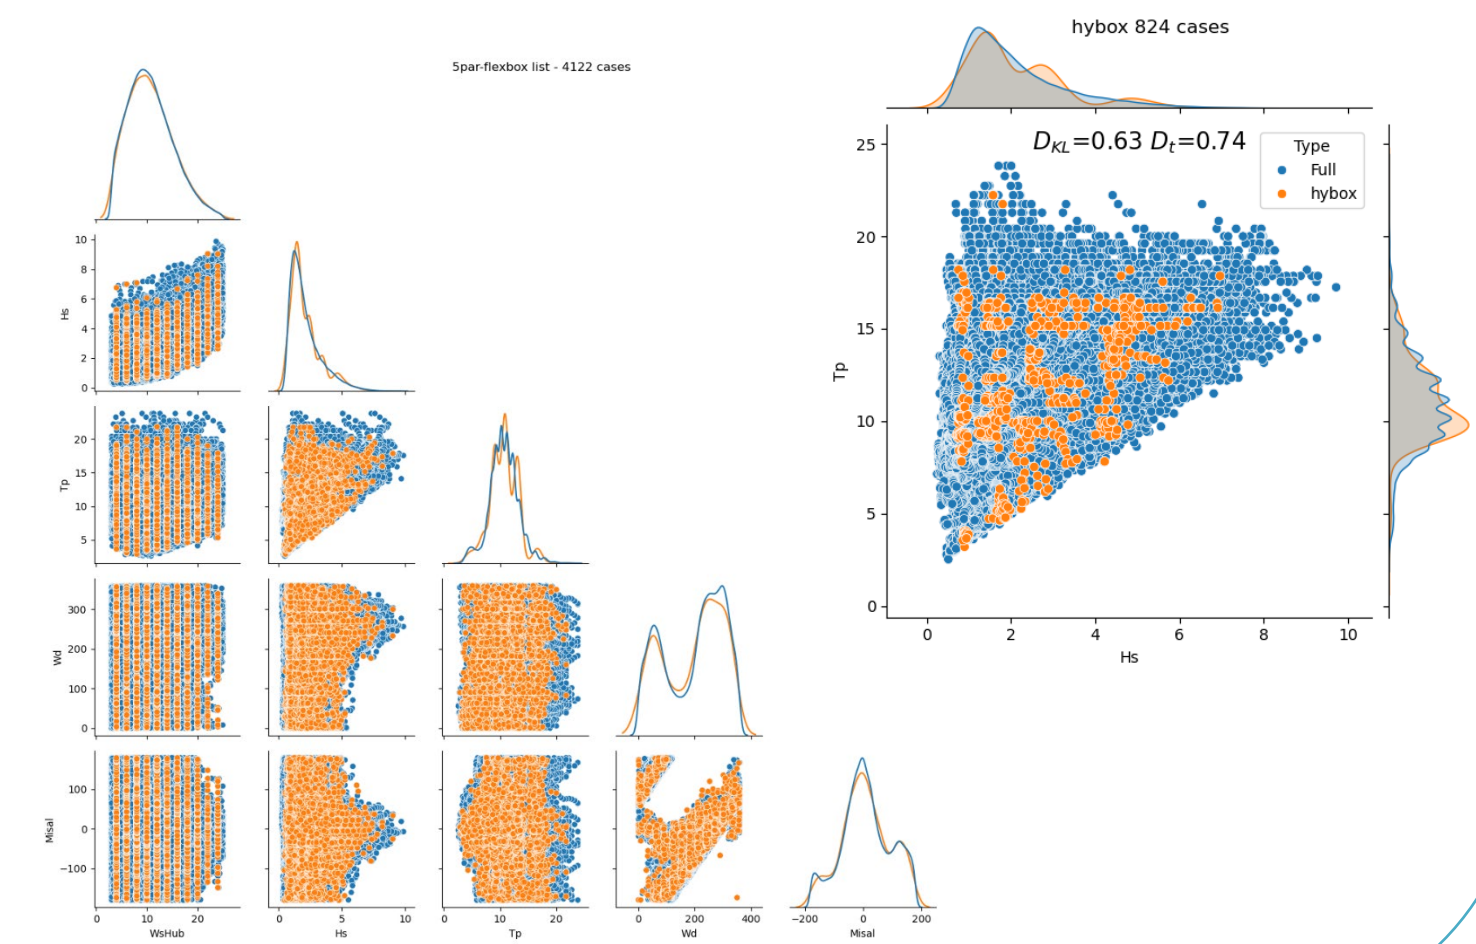 hybox 824 cases
5par-flexbox list - 4122 cases
D_KL=0.63 D_t=0.74
Type
Full
hybox
25
20
15
10
5
0
Tp
0 2 4 6 8 10
Hs
10
8
6
4
2
0
Hs
20
15
10
5
Tp
300
200
100
0
Wd
100
0
−100
Misal
0 10 20
WsHub
0 5 10
Hs
0 10 20
Tp
0 200 400
Wd
−200 0 200
Misal